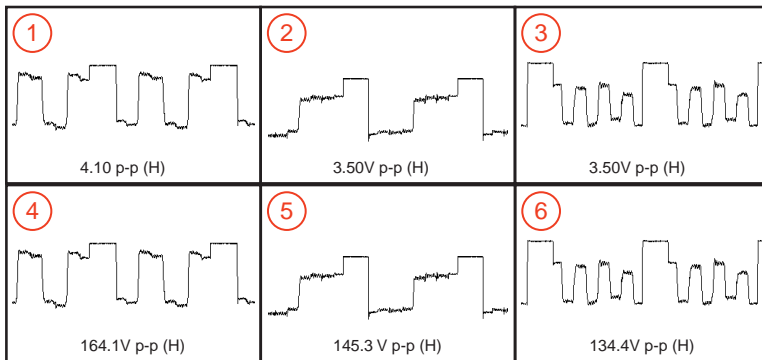 1
2
3
4.10 p-p (H)
3.50V p-p (H)
3.50V p-p (H)
4
5
6
164.1V p-p (H)
145.3 V p-p (H)
134.4V p-p (H)